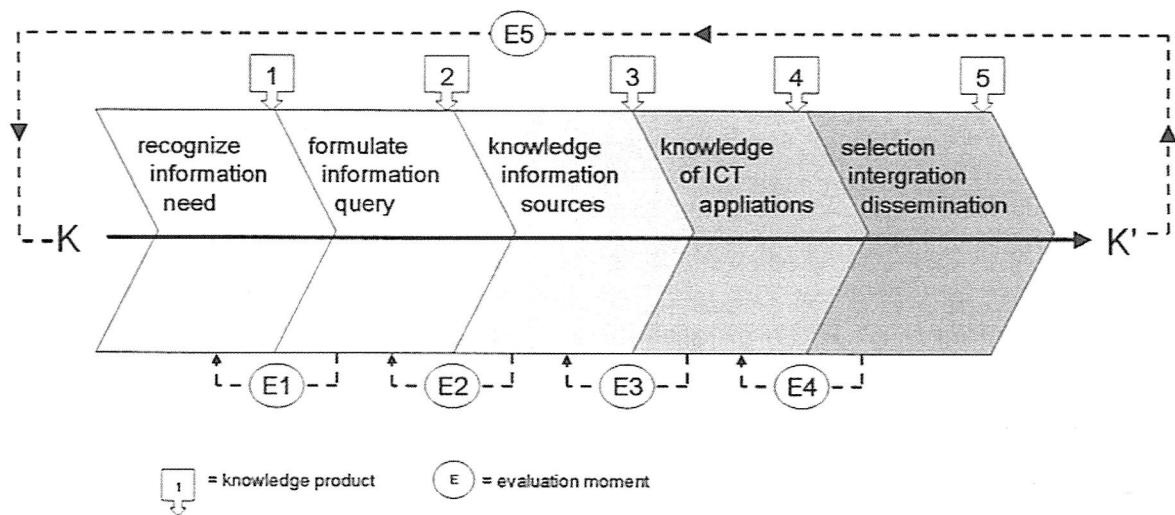 E5
1 2 3 4 5
recognize
information
need
formulate
information
query
knowledge
information
sources
knowledge
of ICT
appliations
selection
intergration
dissemination
K
K'
E1 E2 E3 E4
1 = knowledge product E = evaluation moment